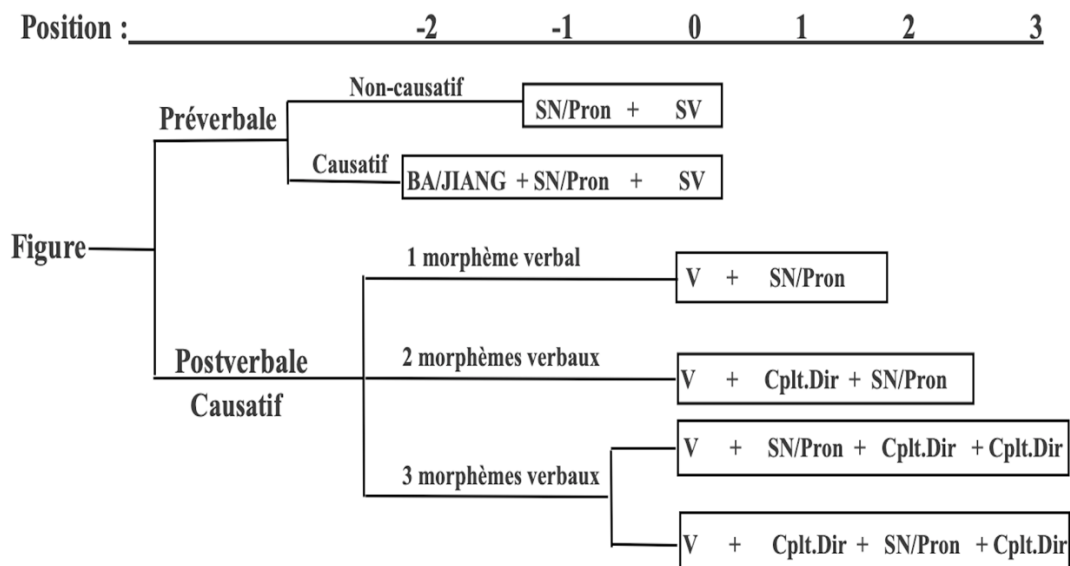 Position : -2 -1 0 1 2 3
Non-causatif
SN/Pron + SV
Préverbale
Causatif
BA/JIANG + SN/Pron + SV
Figure
1 morphème verbal
V + SN/Pron
Postverbale
2 morphèmes verbaux
V + Cplt.Dir + SN/Pron
Causatif
V + SN/Pron + Cplt.Dir + Cplt.Dir
3 morphèmes verbaux
V + Cplt.Dir + SN/Pron + Cplt.Dir